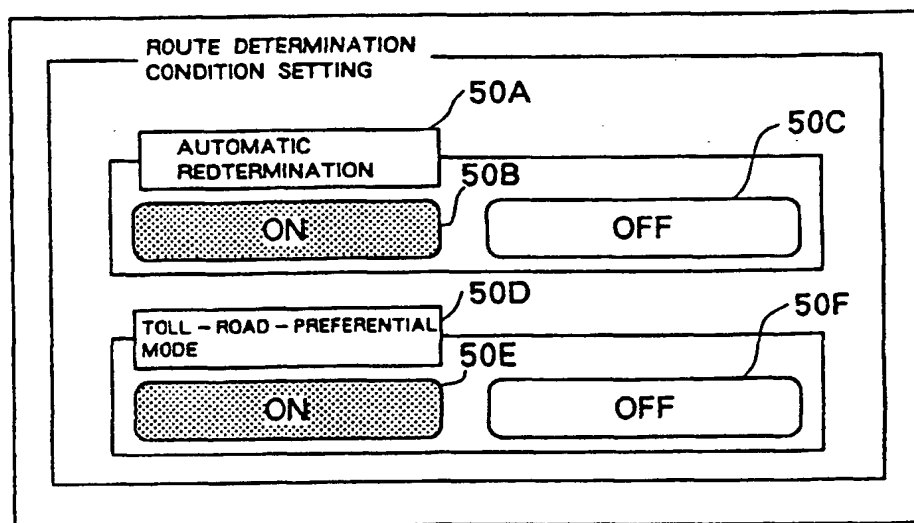 ROUTE DETERMINATION
CONDITION SETTING
50A
50C
AUTOMATIC
REDTERMINATION
50B
ON
OFF
50D
50F
TOLL-ROAD-PREFERENTIAL
MODE
50E
ON
OFF